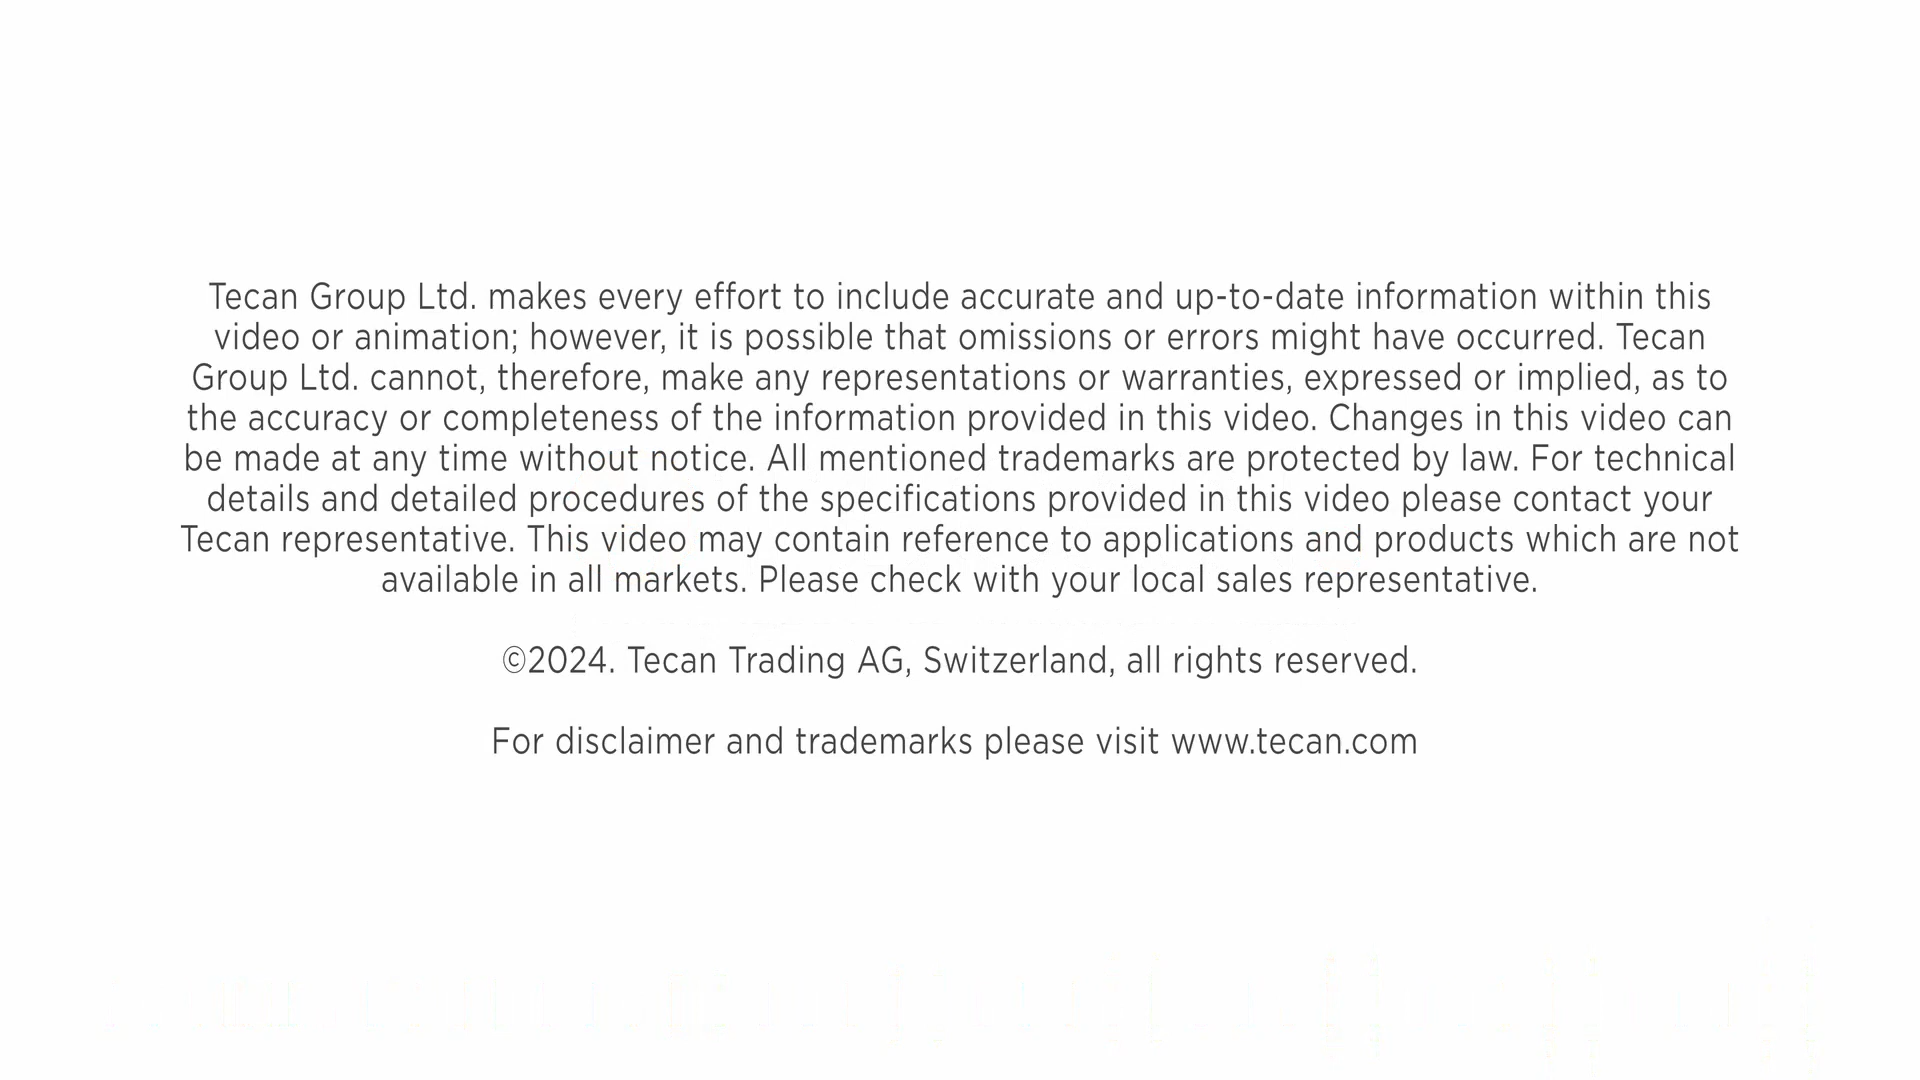 Tecan Group Ltd. makes every effort to include accurate and up-to-date information within this
video or animation; however, it is possible that omissions or errors might have occurred. Tecan
Group Ltd. cannot, therefore, make any representations or warranties, expressed or implied, as to
the accuracy or completeness of the information provided in this video. Changes in this video can
be made at any time without notice. All mentioned trademarks are protected by law. For technical
details and detailed procedures of the specifications provided in this video please contact your
Tecan representative. This video may contain reference to applications and products which are not
available in all markets. Please check with your local sales representative.
©2024. Tecan Trading AG, Switzerland, all rights reserved.
For disclaimer and trademarks please visit www.tecan.com